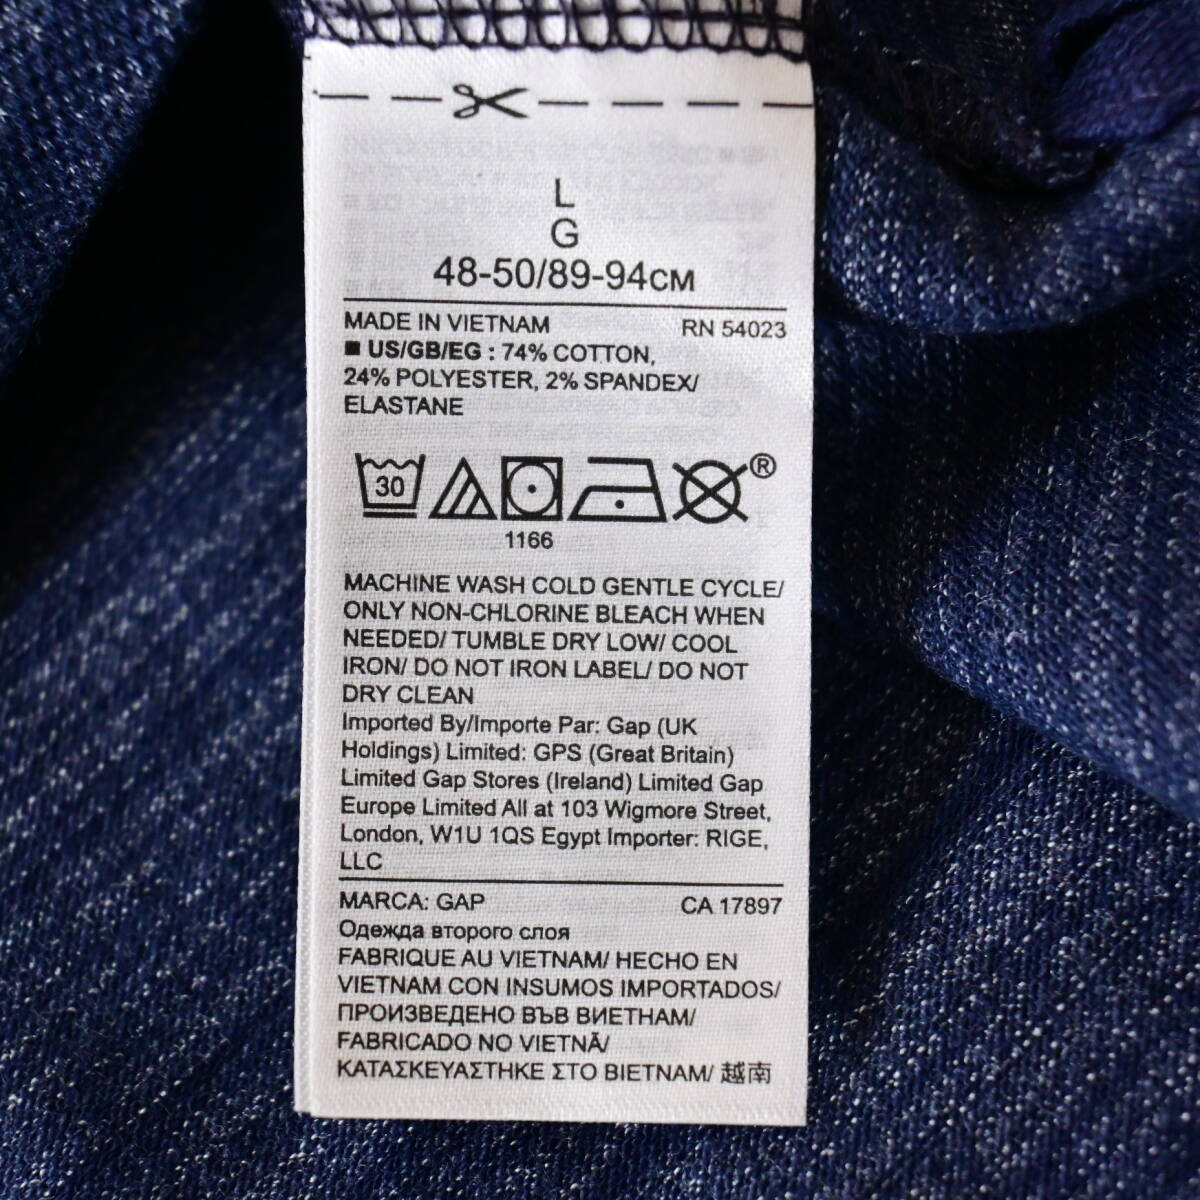 L
G
48-50/89-94см
MADE IN VIETNAM RN 54023
■ US/GB/EG : 74% COTTON,
24% POLYESTER, 2% SPANDEX/
ELASTANE
30
®
1166
MACHINE WASH COLD GENTLE CYCLE/
ONLY NON-CHLORINE BLEACH WHEN
NEEDED/ TUMBLE DRY LOW/ COOL
IRON/ DO NOT IRON LABEL/ DO NOT
DRY CLEAN
Imported By/Importe Par: Gap (UK
Holdings) Limited: GPS (Great Britain)
Limited Gap Stores (Ireland) Limited Gap
Europe Limited All at 103 Wigmore Street,
London, W1U 1QS Egypt Importer: RIGE,
LLC
MARCA: GAP CA 17897
Одежда второго слоя
FABRIQUE AU VIETNAM/ HECHO EN
VIETNAM CON INSUMOS IMPORTADOS/
ПРОИЗВЕДЕНО ВЪВ ВИЕТНАМ/
FABRICADO NO VIETNÃ/
ΚΑΤΑΣΚΕΥΑΣΤΗΚΕ ΣΤΟ ΒΙΕΤΝΑΜ/ 越南